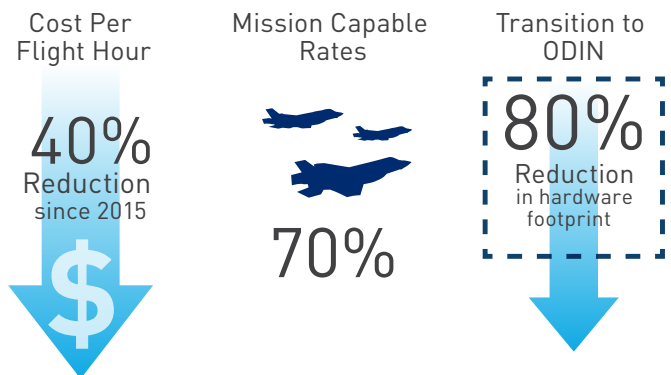 Cost Per
Flight Hour
40%
Reduction
since 2015
$
Mission Capable
Rates
70%
Transition to
ODIN
80%
Reduction
in hardware
footprint